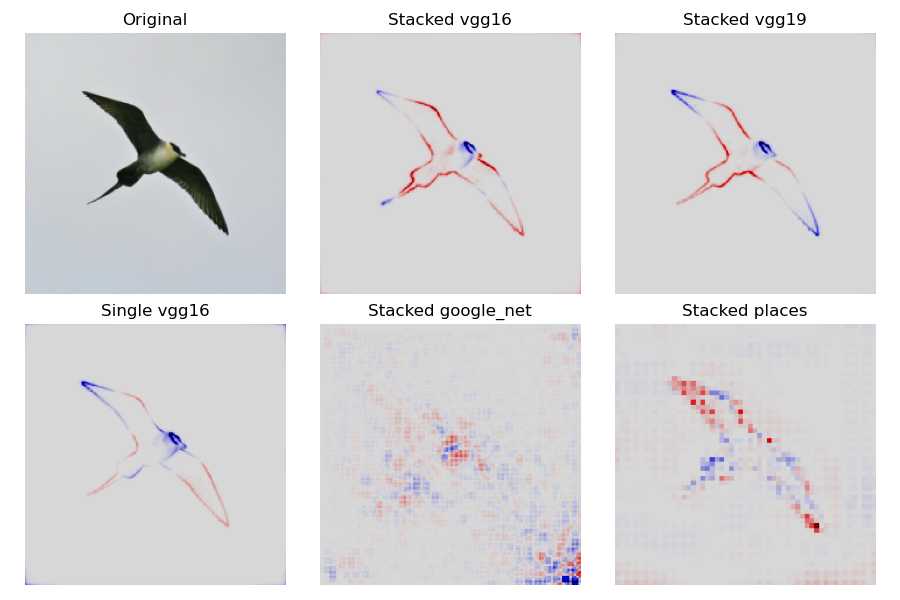 Original
Stacked vgg16
Stacked vgg19
Single vgg16
Stacked google_net
Stacked places